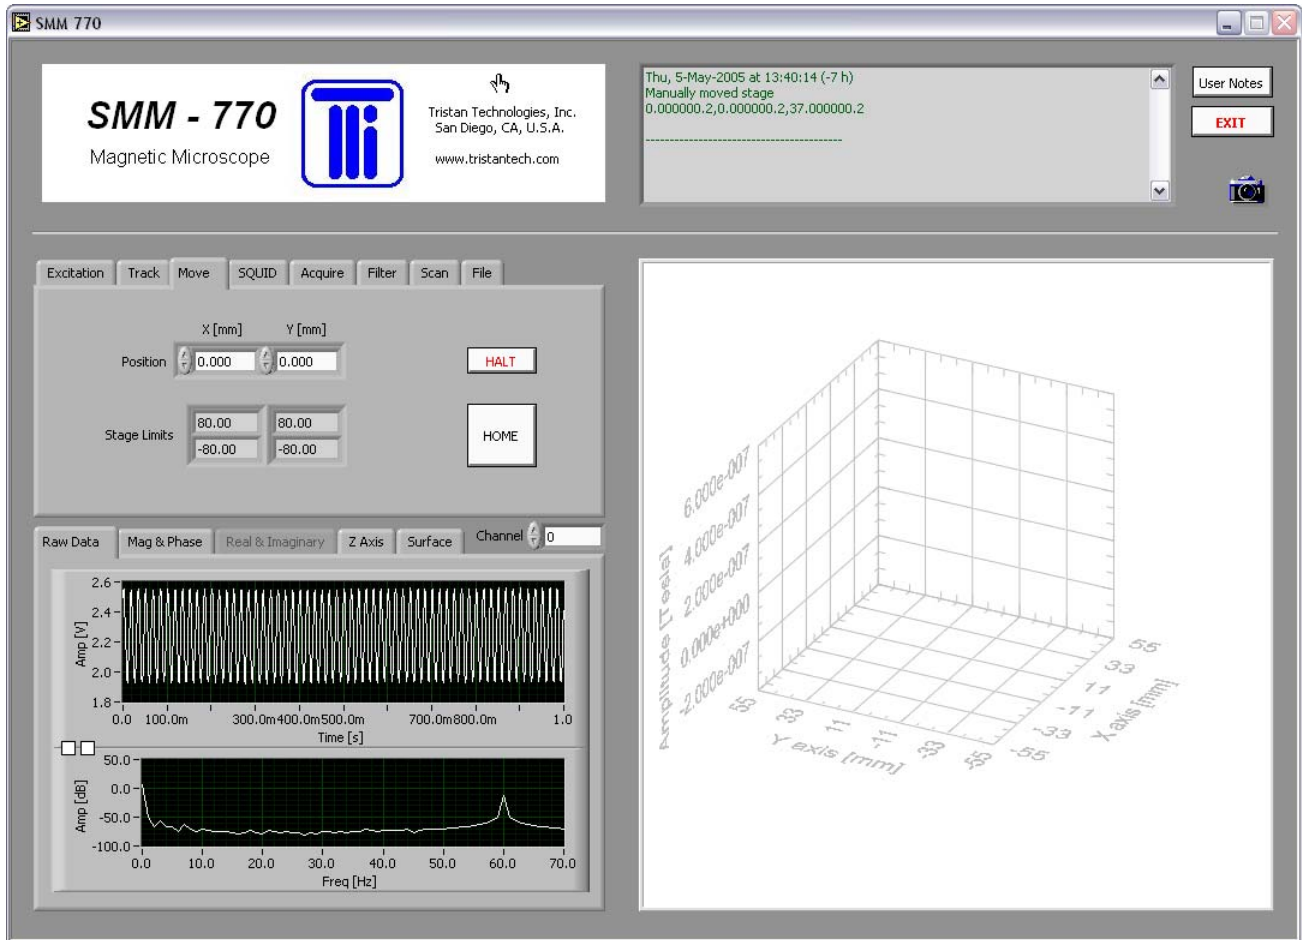 SMM 770
SMM - 770
Magnetic Microscope
Tristan Technologies, Inc.
San Diego, CA, U.S.A.
www.tristantech.com
Thu, 5-May-2005 at 13:40:14 (-7 h)
Manually moved stage
0.000000.2,0.000000.2,37.000000.2
----------------------------------------
User Notes
EXIT
Excitation Track Move SQUID Acquire Filter Scan File
X [mm] Y [mm]
Position 0.000 0.000
HALT
Stage Limits 80.00 80.00
-80.00 -80.00
HOME
Raw Data Mag & Phase Real & Imaginary Z Axis Surface Channel 0
2.6
2.4
2.2
2.0
1.8
Amp [V]
0.0 100.0m 300.0m 400.0m 500.0m 700.0m 800.0m 1.0
Time [s]
50.0
0.0
-50.0
-100.0
Amp [dB]
0.0 10.0 20.0 30.0 40.0 50.0 60.0 70.0
Freq [Hz]
6.000e-007
4.000e-007
2.000e-007
0.000e+000
-2.000e-007
Amplitude [Tesla]
55 33 11 -11 -33 -55
Y axis [mm]
55
33
11
-11
-33
-55
X axis [mm]